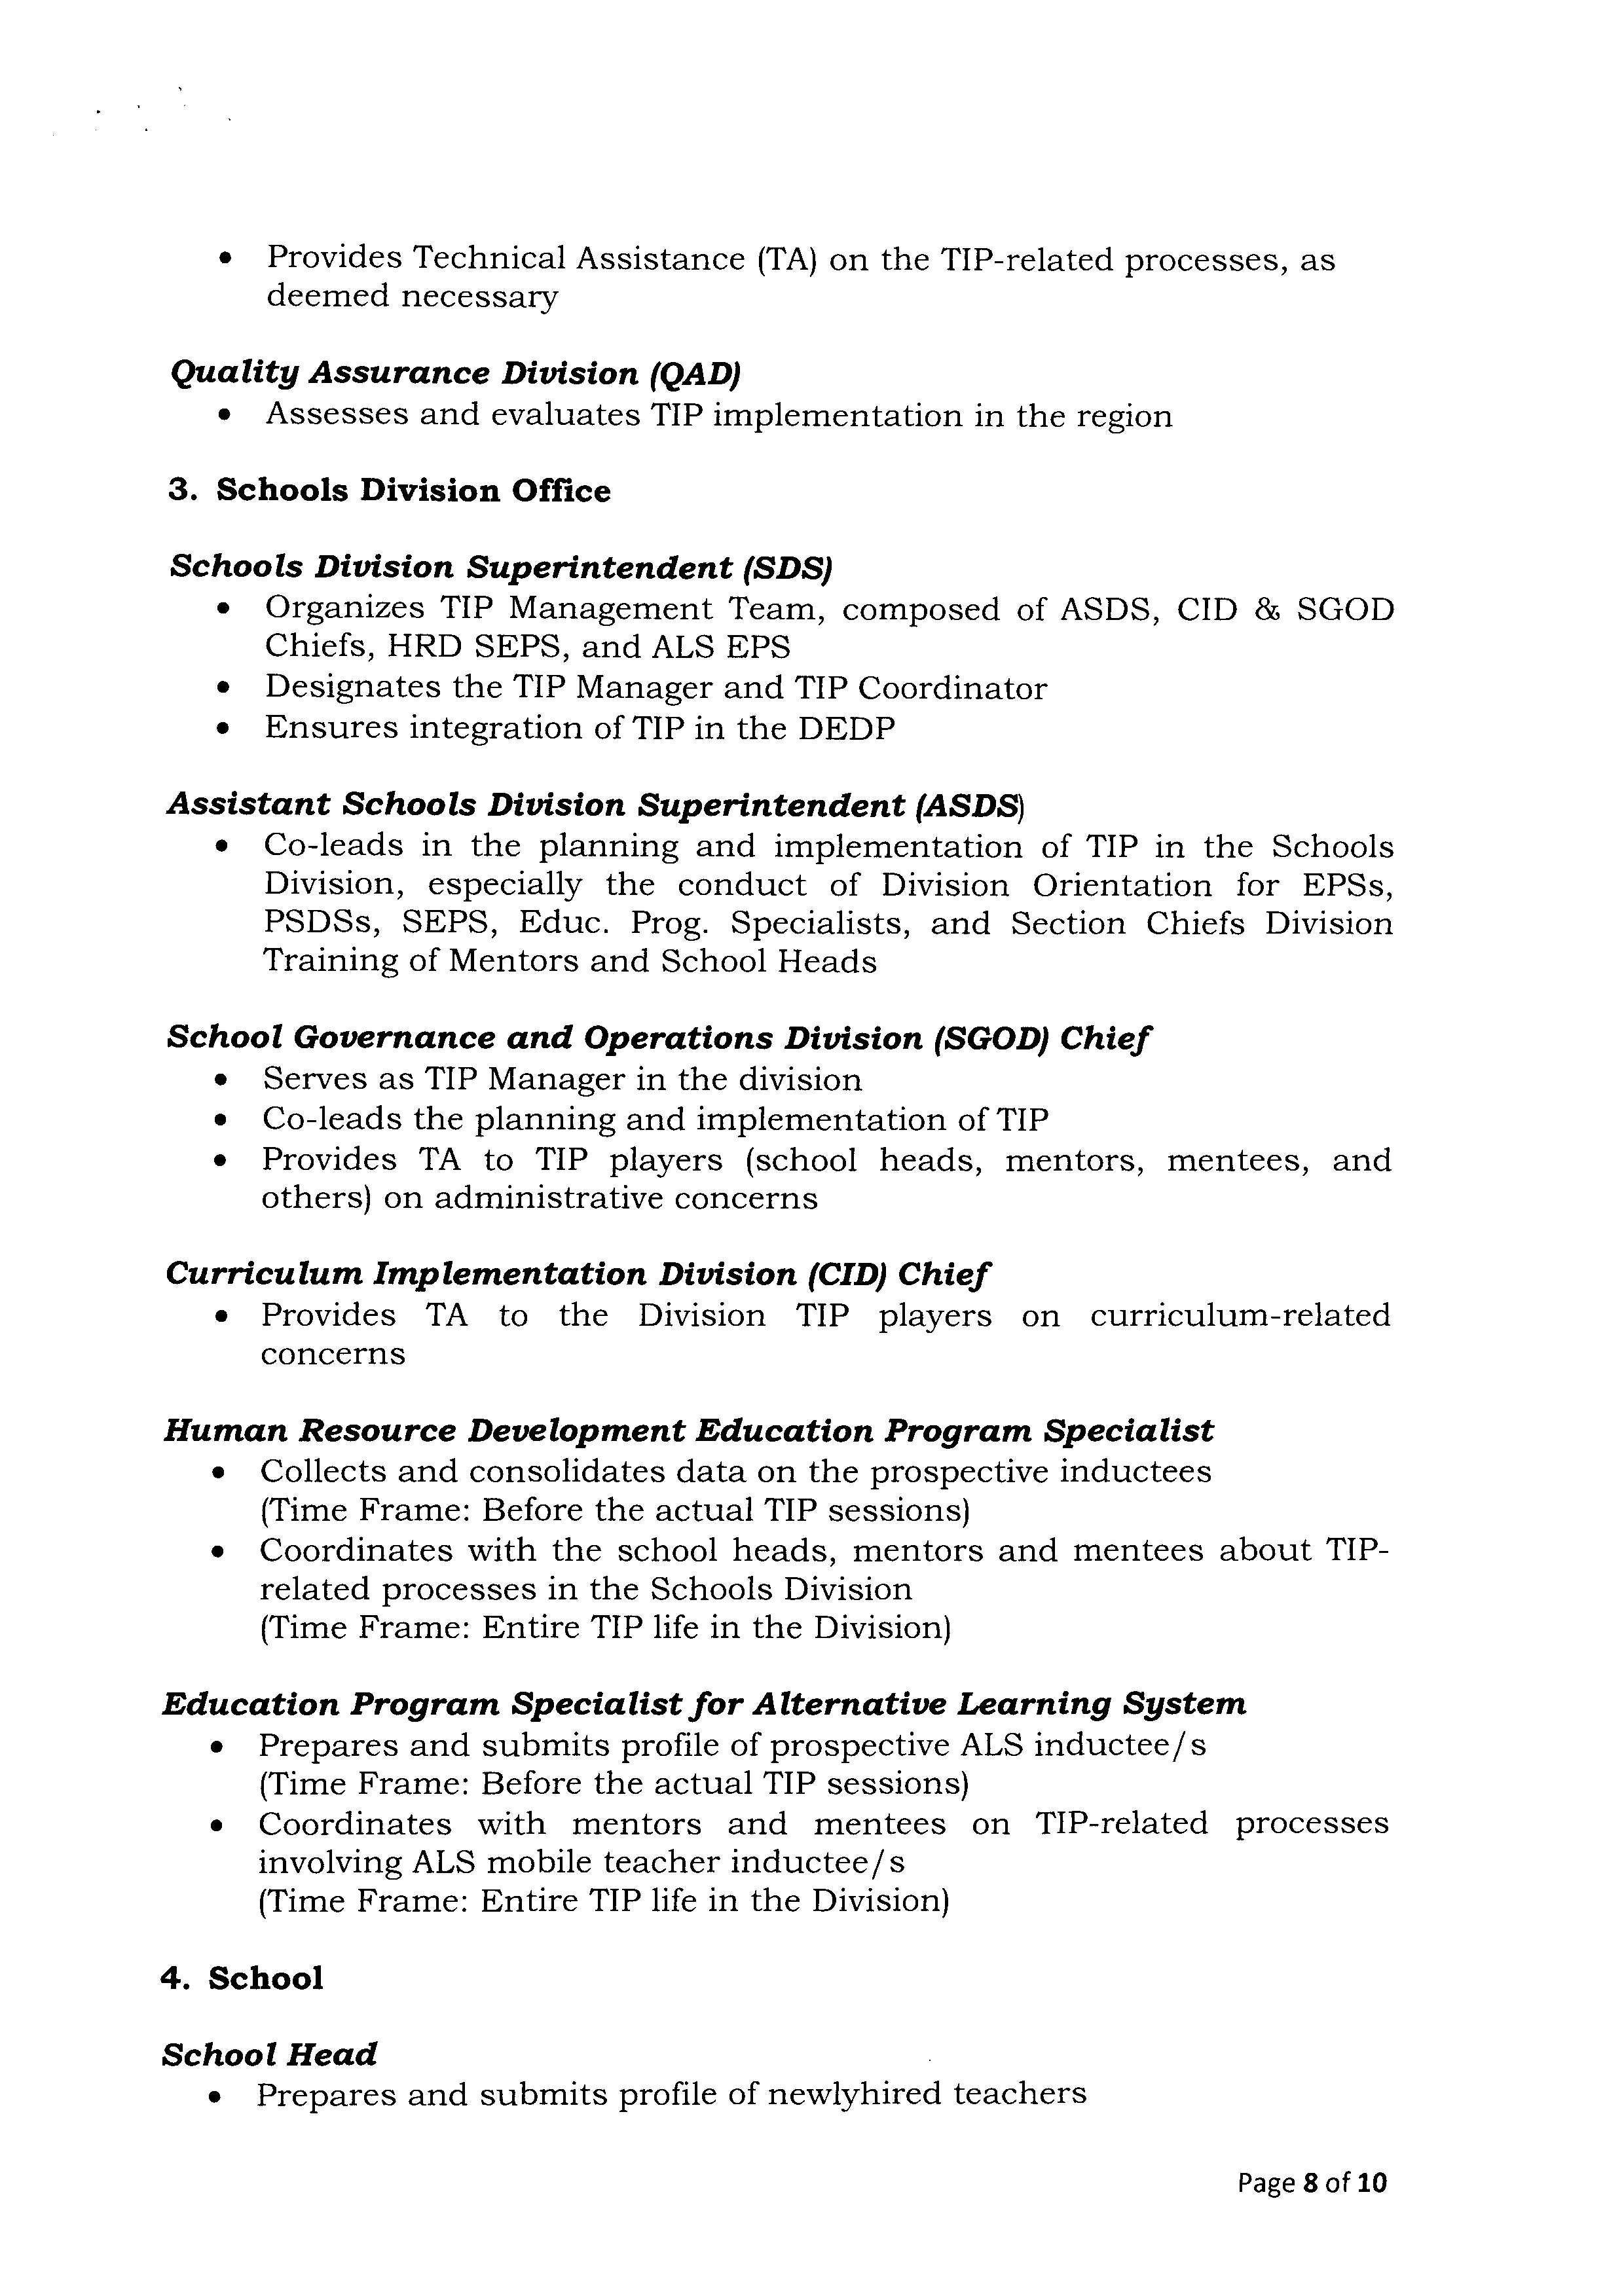 • Provides Technical Assistance (TA) on the TIP-related processes, as
deemed necessary
Quality Assurance Division (QAD)
• Assesses and evaluates TIP implementation in the region
3. Schools Division Office
Schools Division Superintendent (SDS)
• Organizes TIP Management Team, composed of ASDS, CID & SGOD
Chiefs, HRD SEPS, and ALS EPS
• Designates the TIP Manager and TIP Coordinator
• Ensures integration of TIP in the DEDP
Assistant Schools Division Superintendent (ASDS)
• Co-leads in the planning and implementation of TIP in the Schools
Division, especially the conduct of Division Orientation for EPSs,
PSDSs, SEPS, Educ. Prog. Specialists, and Section Chiefs Division
Training of Mentors and School Heads
School Governance and Operations Division (SGOD) Chief
• Serves as TIP Manager in the division
• Co-leads the planning and implementation of TIP
• Provides TA to TIP players (school heads, mentors, mentees, and
others) on administrative concerns
Curriculum Implementation Division (CID) Chief
• Provides TA to the Division TIP players on curriculum-related
concerns
Human Resource Development Education Program Specialist
• Collects and consolidates data on the prospective inductees
(Time Frame: Before the actual TIP sessions)
• Coordinates with the school heads, mentors and mentees about TIP-
related processes in the Schools Division
(Time Frame: Entire TIP life in the Division)
Education Program Specialist for Alternative Learning System
• Prepares and submits profile of prospective ALS inductee/s
(Time Frame: Before the actual TIP sessions)
• Coordinates with mentors and mentees on TIP-related processes
involving ALS mobile teacher inductee/s
(Time Frame: Entire TIP life in the Division)
4. School
School Head
• Prepares and submits profile of newlyhired teachers
Page 8 of 10